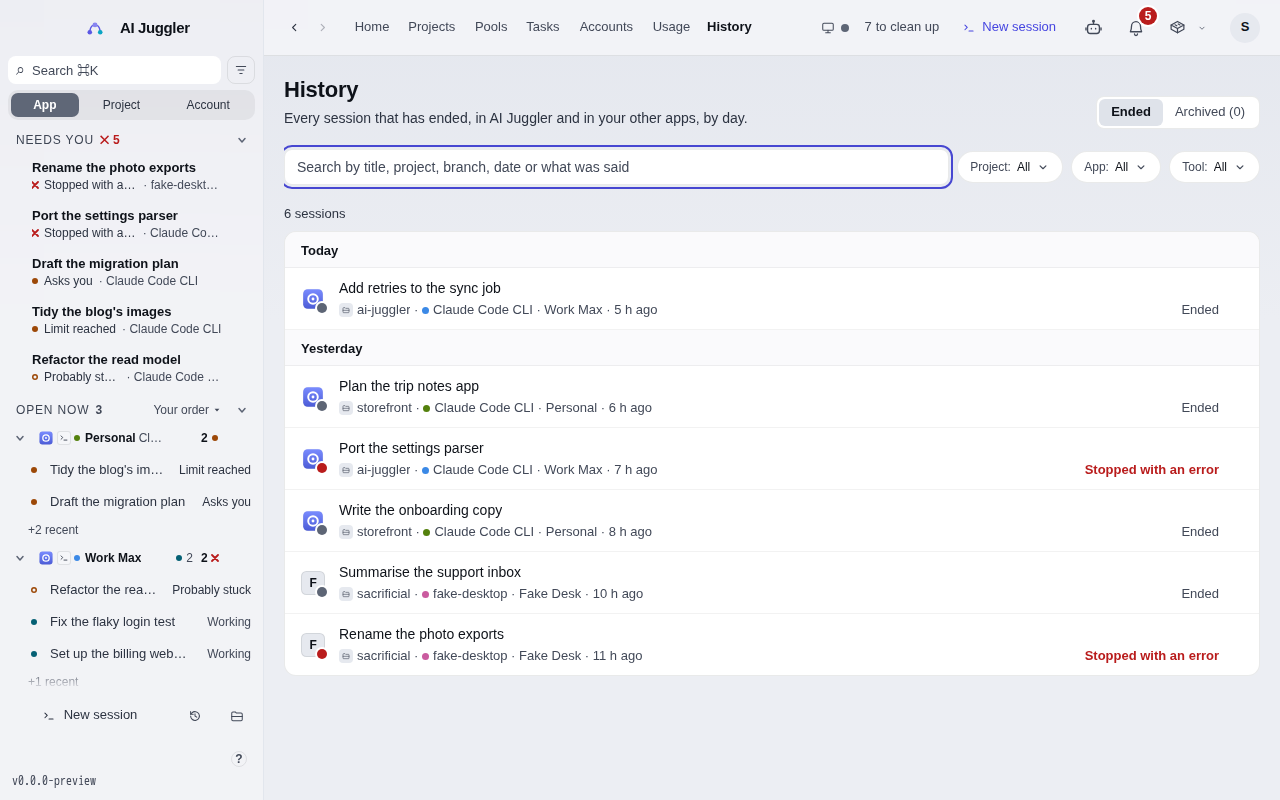 AI Juggler
Search ⌘K
App Project Account
NEEDS YOU 5
Rename the photo exports
Stopped with a… · fake-deskt…
Port the settings parser
Stopped with a… · Claude Co…
Draft the migration plan
Asks you · Claude Code CLI
Tidy the blog's images
Limit reached · Claude Code CLI
Refactor the read model
Probably st… · Claude Code …
OPEN NOW 3 Your order
Personal Cl… 2
Tidy the blog's im… Limit reached
Draft the migration plan Asks you
+2 recent
Work Max 2 2
Refactor the rea… Probably stuck
Fix the flaky login test Working
Set up the billing web… Working
+1 recent
New session
?
v0.0.0-preview
Home Projects Pools Tasks Accounts Usage History 7 to clean up New session 5 S
History
Every session that has ended, in AI Juggler and in your other apps, by day.
Ended Archived (0)
Search by title, project, branch, date or what was said
Project: All App: All Tool: All
6 sessions
Today
Add retries to the sync job
ai-juggler · Claude Code CLI · Work Max · 5 h ago Ended
Yesterday
Plan the trip notes app
storefront · Claude Code CLI · Personal · 6 h ago Ended
Port the settings parser
ai-juggler · Claude Code CLI · Work Max · 7 h ago Stopped with an error
Write the onboarding copy
storefront · Claude Code CLI · Personal · 8 h ago Ended
F Summarise the support inbox
sacrificial · fake-desktop · Fake Desk · 10 h ago Ended
F Rename the photo exports
sacrificial · fake-desktop · Fake Desk · 11 h ago Stopped with an error